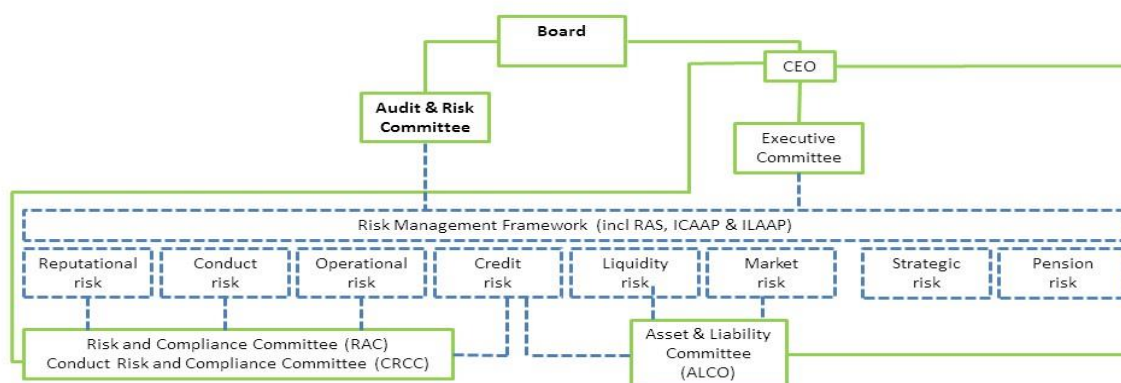 Board
CEO
Audit & Risk
Committee
Executive
Committee
Risk Management Framework (incl RAS, ICAAP & ILAAP)
Reputational
risk
Conduct
risk
Operational
risk
Credit
risk
Liquidity
risk
Market
risk
Strategic
risk
Pension
risk
Risk and Compliance Committee (RAC)
Conduct Risk and Compliance Committee (CRCC)
Asset & Liability
Committee
(ALCO)